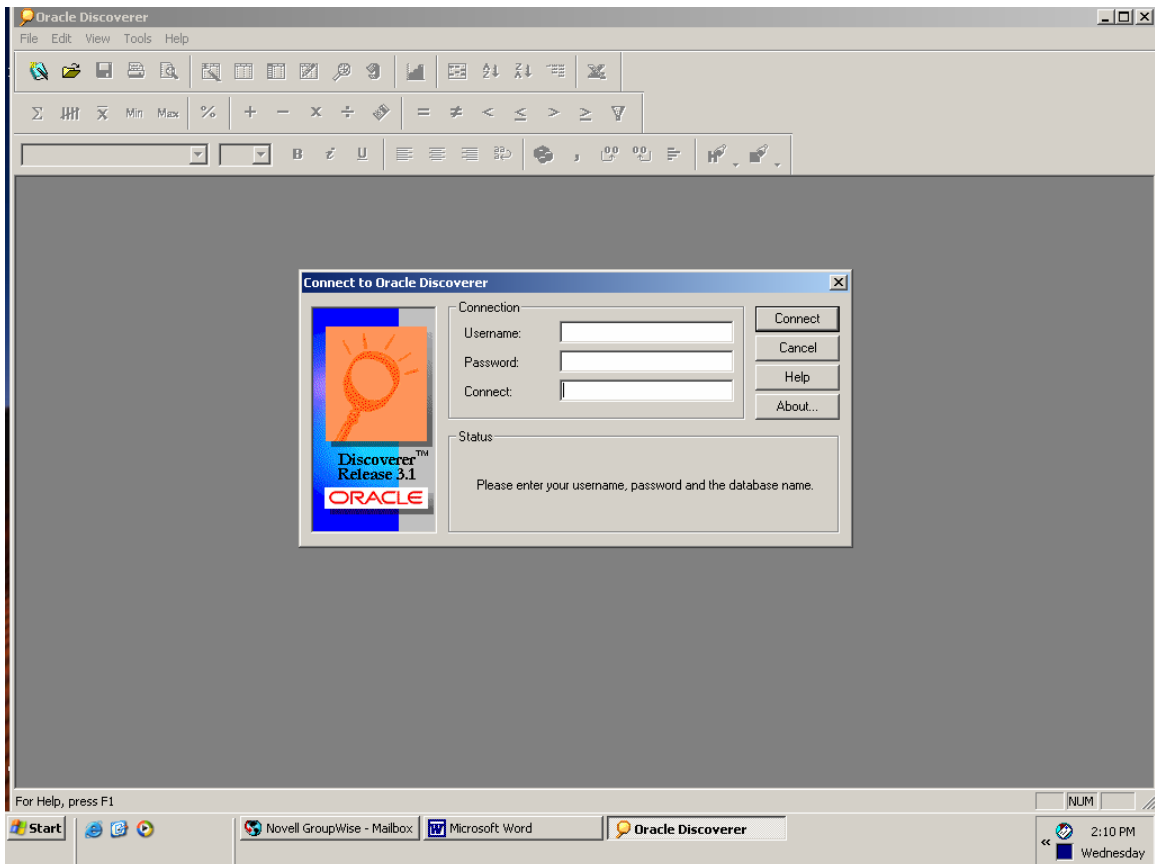 Oracle Discoverer
File Edit View Tools Help
Σ X Min Max % + - x ÷ = ≠ < ≤ > ≥
B i U
Connect to Oracle Discoverer
Connection
Username:
Password:
Connect:
Connect
Cancel
Help
About...
Discoverer™
Release 3.1
ORACLE
Status
Please enter your username, password and the database name.
For Help, press F1
NUM
Start
Novell GroupWise - Mailbox
Microsoft Word
Oracle Discoverer
«
2:10 PM
Wednesday